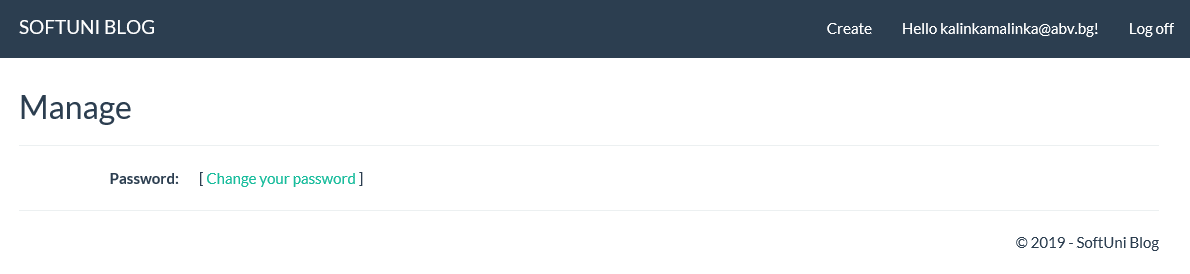 SOFTUNI BLOG Create Hello kalinkamalinka@abv.bg! Log off
Manage
Password: [ Change your password ]
© 2019 - SoftUni Blog